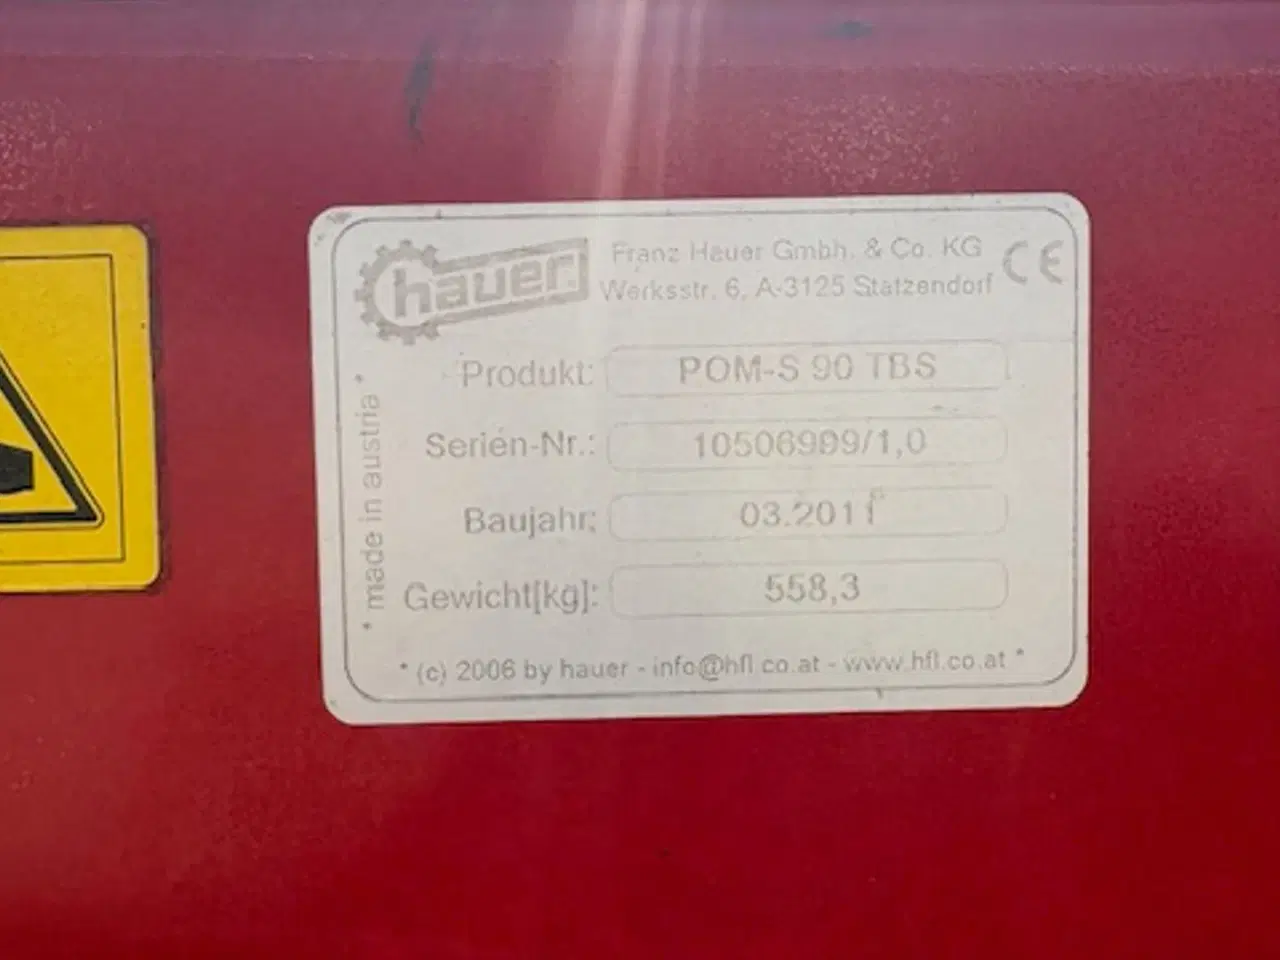 hauer
Franz Hauer Gmbh. & Co. KG
Werksstr. 6, A-3125 Statzendorf
CE
Produkt: POM-S 90 TBS
Serien-Nr.: 10506999/1,0
Baujahr: 03.2011
Gewicht[kg]: 558,3
* made in austria *
* (c) 2006 by hauer - info@hfl.co.at - www.hfl.co.at *